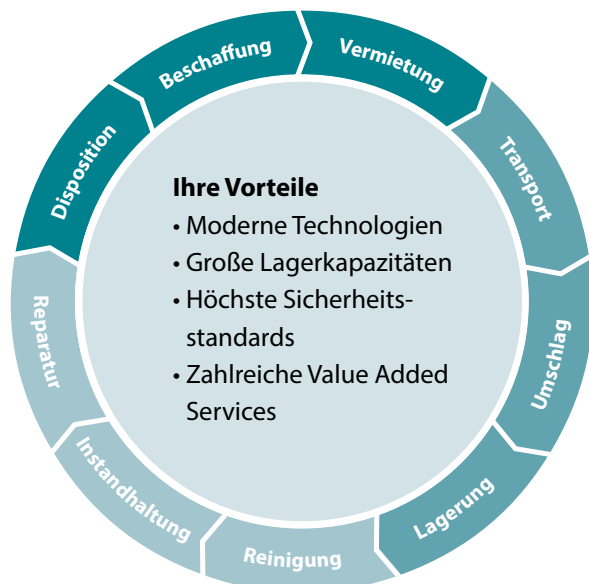 Beschaffung
Vermietung
Transport
Umschlag
Lagerung
Reinigung
Instandhaltung
Reparatur
Disposition
Ihre Vorteile
• Moderne Technologien
• Große Lagerkapazitäten
• Höchste Sicherheits-
standards
• Zahlreiche Value Added
Services